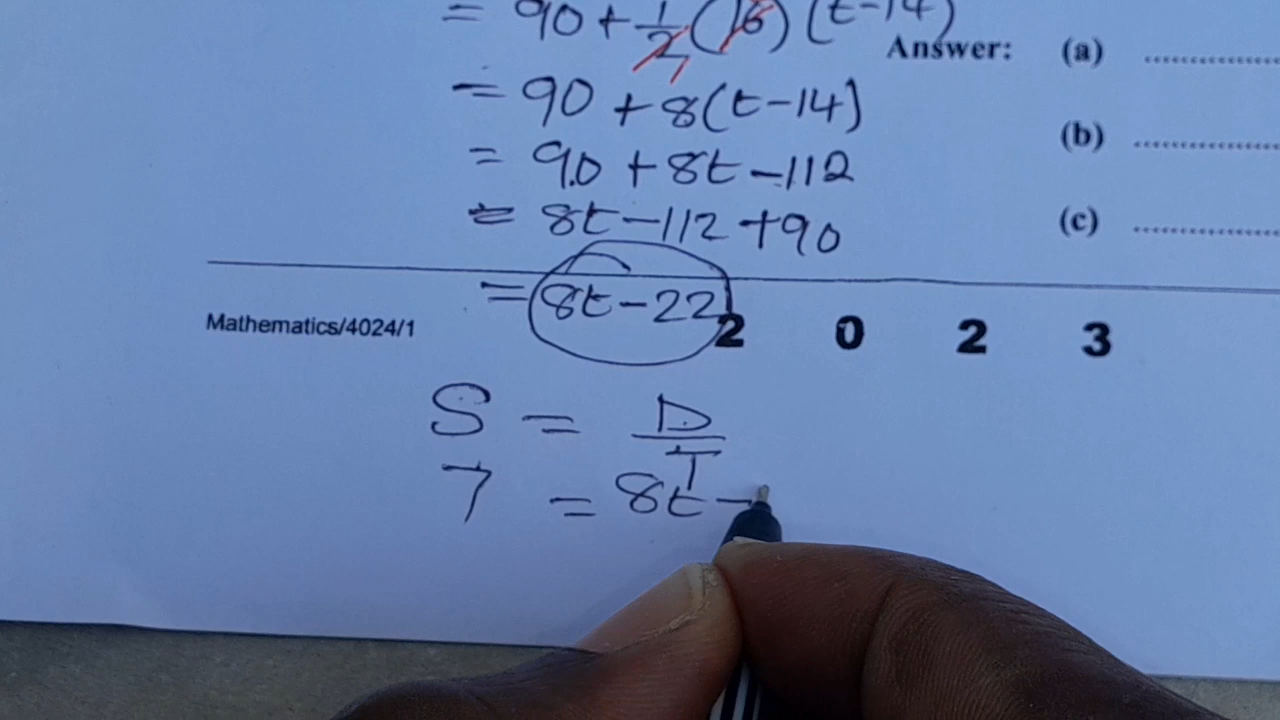 = 90 + 1/2 (16) (t-14)
Answer: (a) ....................
= 90 + 8(t-14)
(b) ....................
= 90 + 8t - 112
= 8t - 112 + 90
(c) ....................
= 8t - 22
Mathematics/4024/1 2 0 2 3
S = D/T
7 = 8t -